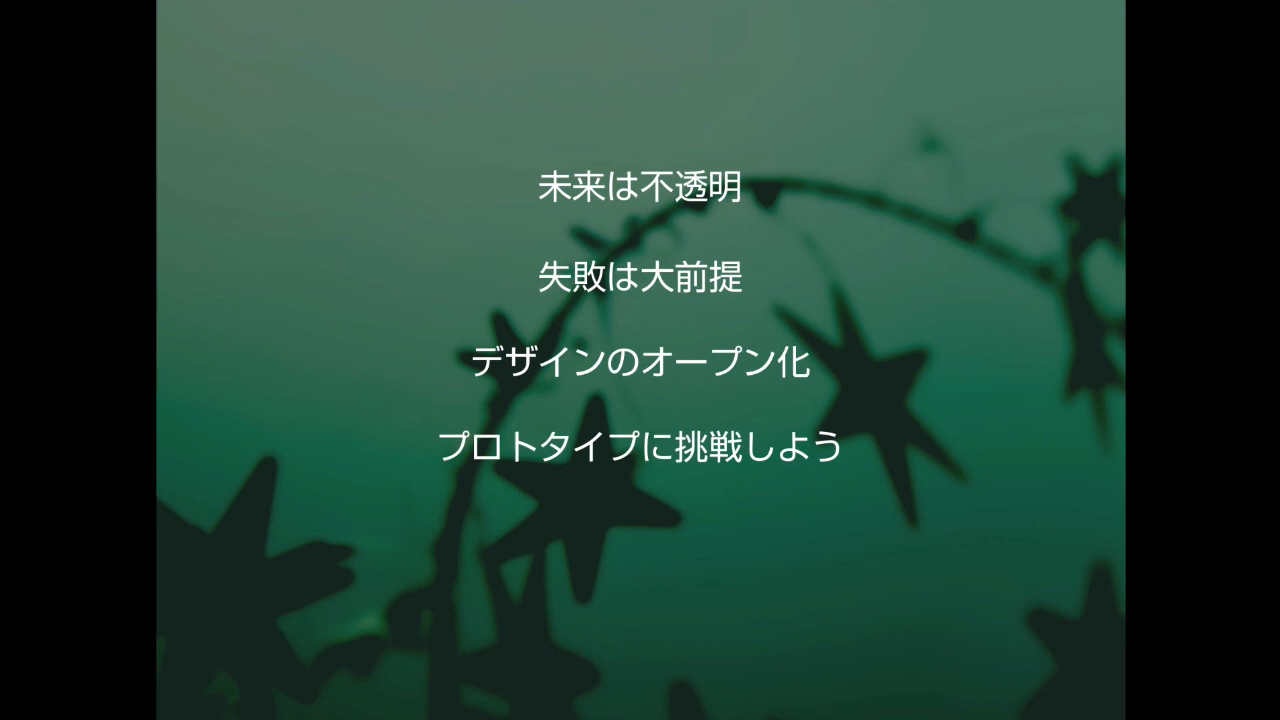 未来は不透明
失敗は大前提
デザインのオープン化
プロトタイプに挑戦しよう